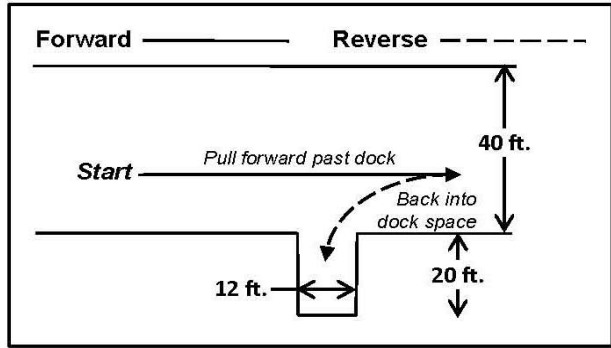 Forward
Reverse
Start
Pull forward past dock
40 ft.
Back into
dock space
12 ft.
20 ft.